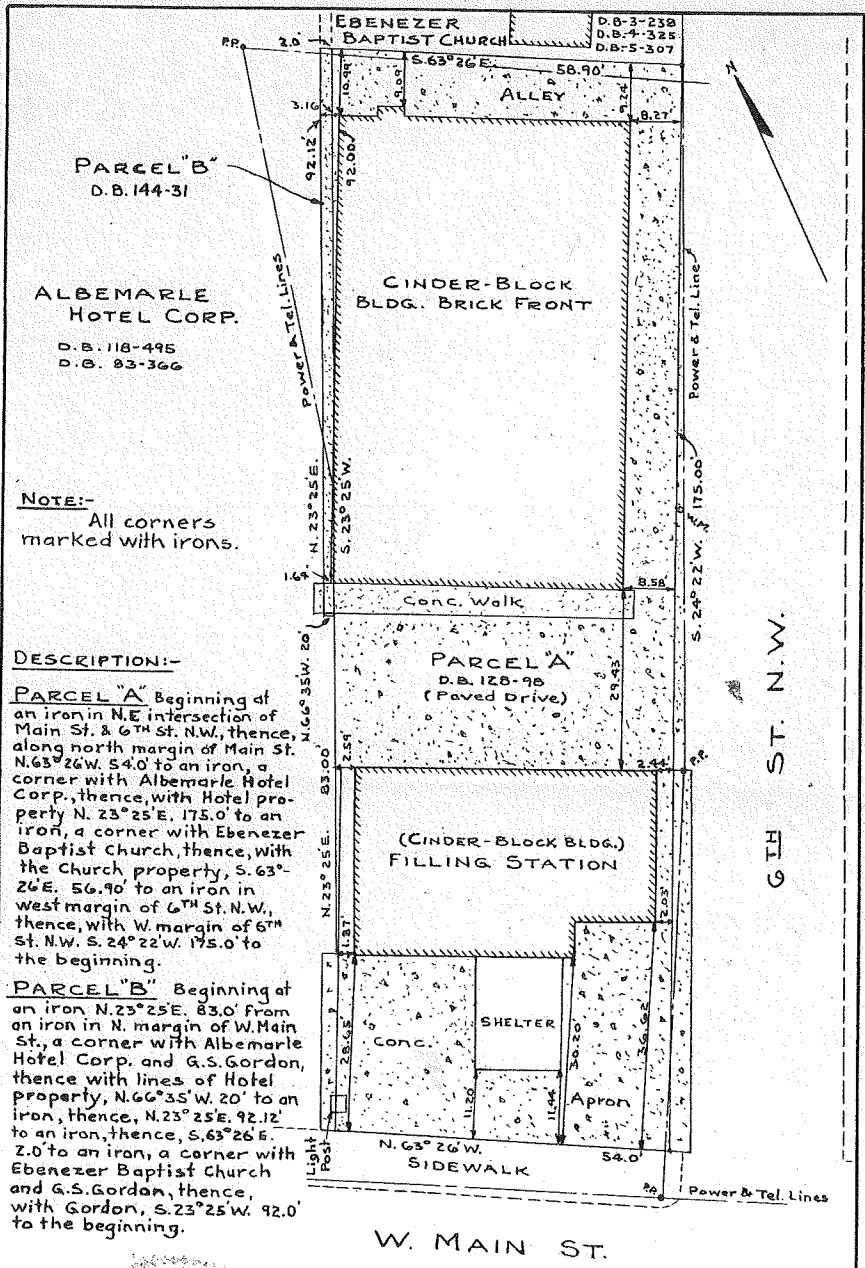 EBENEZER
BAPTIST CHURCH
D.B-3-238
D.B.-4-325
D.B-5-307
P.P.
2.0'
S.63°26'E.
58.90'
N
10.99'
9.09'
ALLEY
9.24'
3.16
8.27'
PARCEL "B"
D.B. 144-31
92.12'
92.00'
ALBEMARLE
HOTEL CORP.
D.B. 118-495
D.B. 83-366
Power & Tel. Lines
CINDER-BLOCK
BLDG. BRICK FRONT
Power & Tel. Line
N. 23°25'E.
S. 23°25'W.
S. 24°22'W. 175.00'
NOTE:-
All corners
marked with irons.
1.64'
8.58'
Conc. Walk
N.66°35'W. 20'
PARCEL "A"
D.B. 128-98
(Paved Drive)
29.43'
6TH ST. N.W.
DESCRIPTION:-
PARCEL "A" Beginning at
an iron in N.E intersection of
Main St. & 6TH St. N.W., thence,
along north margin of Main St.
N.63°26W. 54.0' to an iron, a
corner with Albemarle Hotel
Corp., thence, with Hotel pro-
perty N. 23°25'E. 175.0' to an
iron, a corner with Ebenezer
Baptist Church, thence, with
the Church property, S. 63°-
26'E. 56.90' to an iron in
west margin of 6TH St. N.W.,
thence, with W. margin of 6TH
St. N.W. S. 24°22'W. 175.0' to
the beginning.
2.59'
2.44'
P.P.
N.23°25'E. 83.00'
(CINDER-BLOCK BLDG.)
FILLING STATION
1.87'
2.03'
PARCEL "B" Beginning at
an iron N.23°25'E. 83.0' from
an iron in N. margin of W. Main
St., a corner with Albemarle
Hotel Corp. and G.S. Gordon,
thence with lines of Hotel
property, N.66°35'W. 20' to an
iron, thence, N.23°25'E. 92.12'
to an iron, thence, S.63°26'E.
2.0' to an iron, a corner with
Ebenezer Baptist Church
and G.S. Gordon, thence,
with Gordon, S.23°25'W. 92.0'
to the beginning.
28.65'
Conc.
SHELTER
30.20'
36.62'
11.20'
11.44'
Apron
Light
Post
N. 63°26'W.
54.0'
SIDEWALK
Power & Tel. Lines
W. MAIN ST.